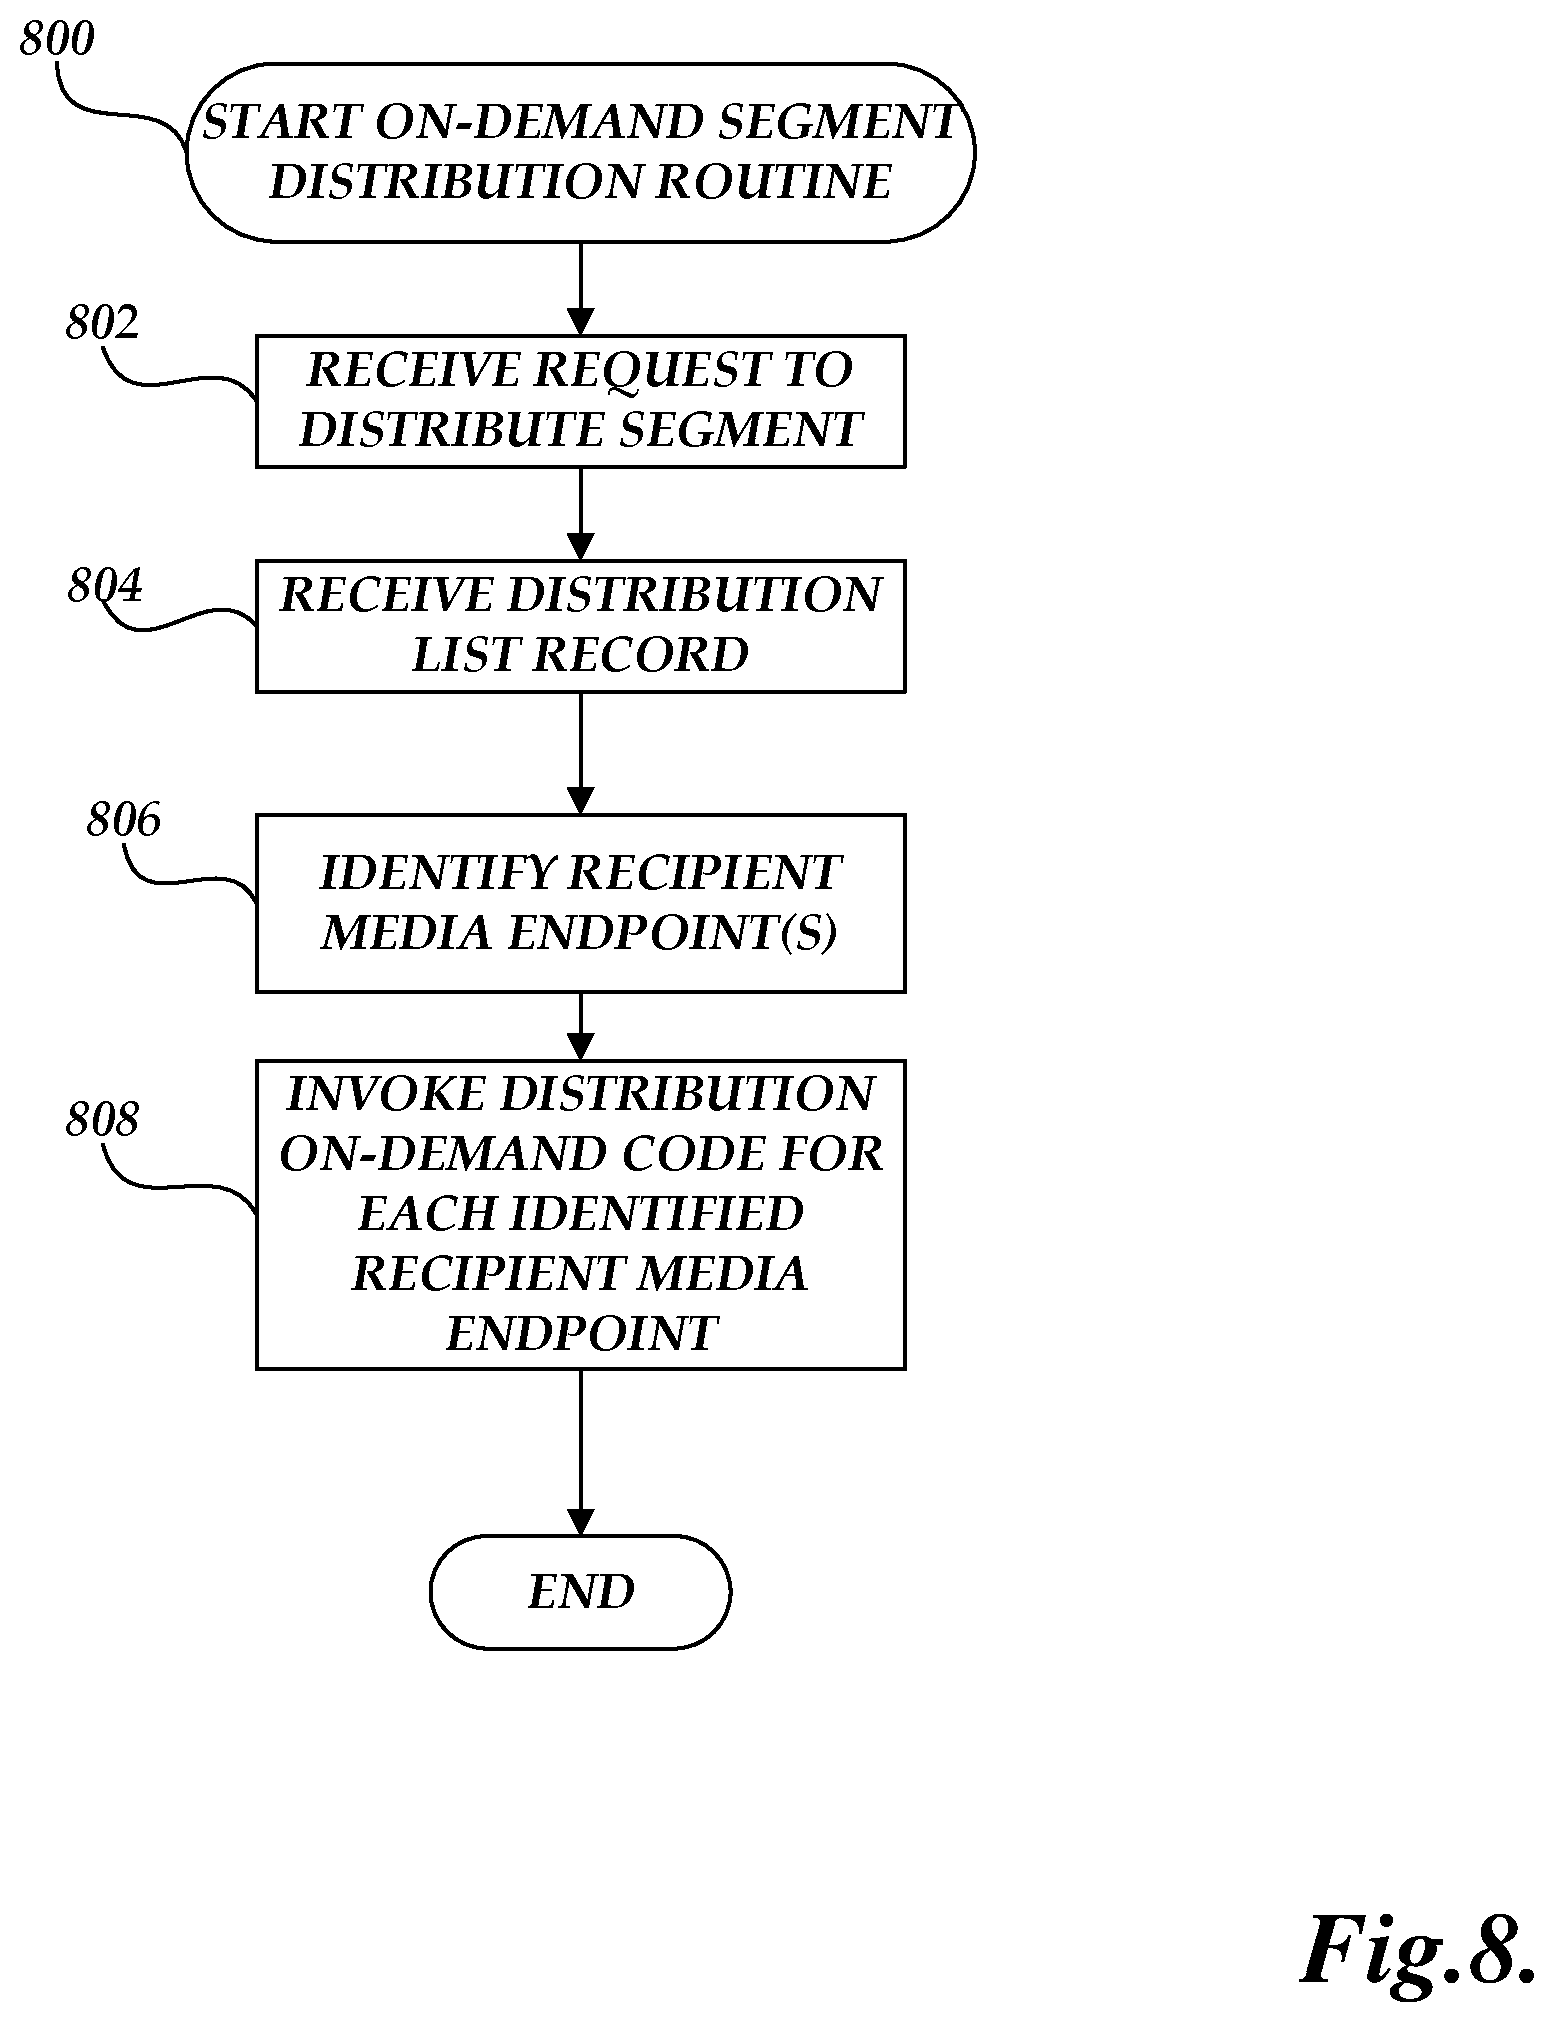 800
START ON-DEMAND SEGMENT
DISTRIBUTION ROUTINE
802
RECEIVE REQUEST TO
DISTRIBUTE SEGMENT
804
RECEIVE DISTRIBUTION
LIST RECORD
806
IDENTIFY RECIPIENT
MEDIA ENDPOINT(S)
808
INVOKE DISTRIBUTION
ON-DEMAND CODE FOR
EACH IDENTIFIED
RECIPIENT MEDIA
ENDPOINT
END
Fig.8.